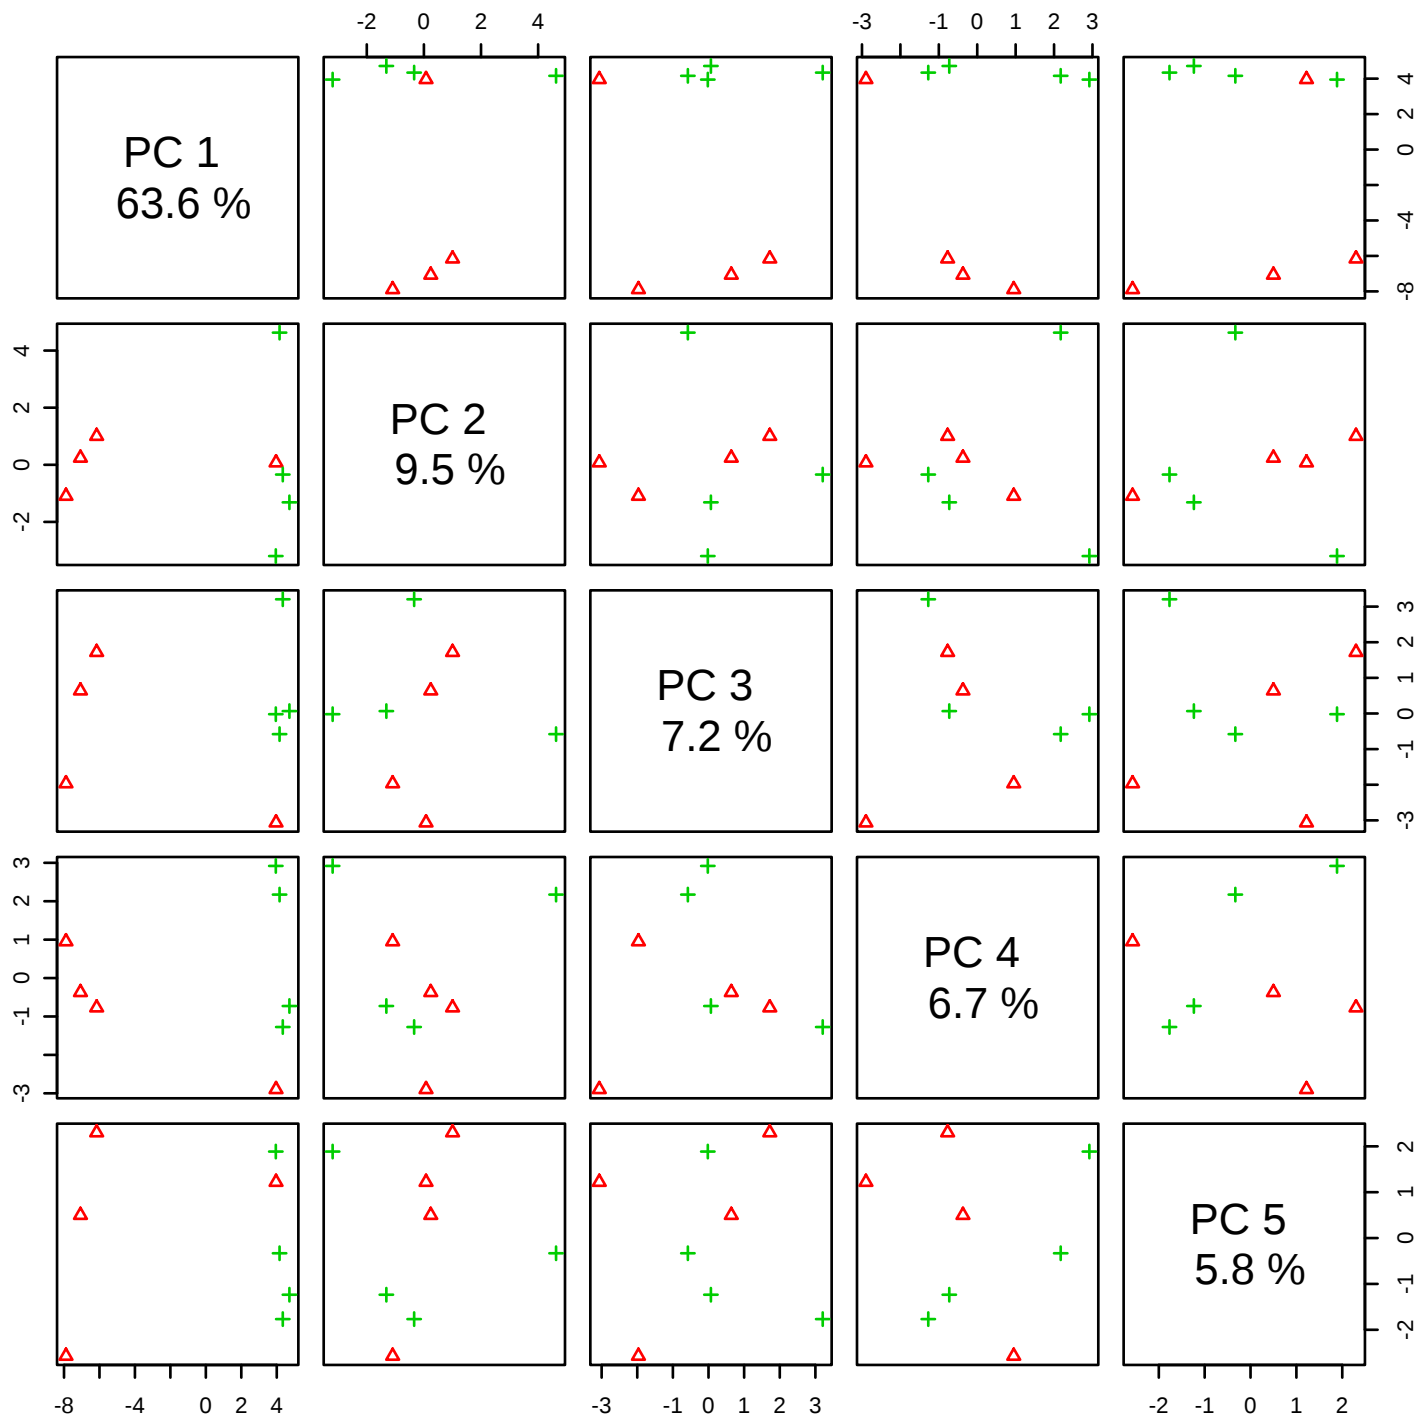 -2 0 2 4
-3 -1 0 1 2 3
PC 1
63.6 %
4 2 0 -4 -8
4 2 0 -2
PC 2
9.5 %
PC 3
7.2 %
3 2 1 0 -1 -3
3 2 1 0 -1 -3
PC 4
6.7 %
PC 5
5.8 %
2 1 0 -1 -2
-8 -4 0 2 4
-3 -1 0 1 2 3
-2 -1 0 1 2